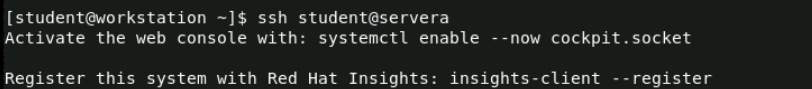 [student@workstation ~]$ ssh student@servera
Activate the web console with: systemctl enable --now cockpit.socket
Register this system with Red Hat Insights: insights-client --register